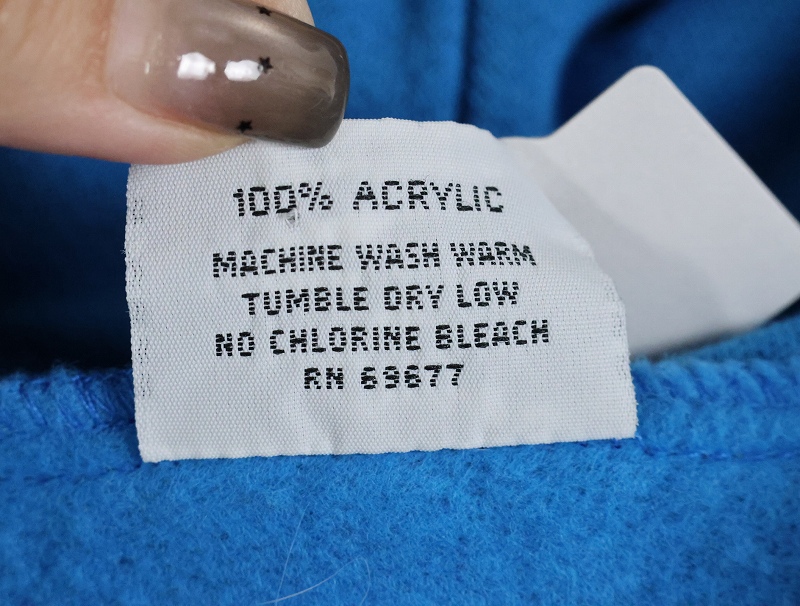 100% ACRYLIC
MACHINE WASH WARM
TUMBLE DRY LOW
NO CHLORINE BLEACH
RN 69677